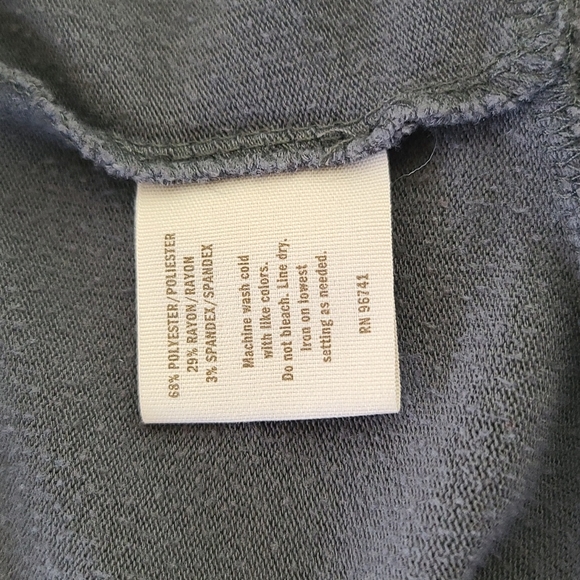 68% POLYESTER/POLIESTER
29% RAYON/RAYON
3% SPANDEX/SPANDEX
Machine wash cold
with like colors.
Do not bleach. Line dry.
Iron on lowest
setting as needed.
RN 96741